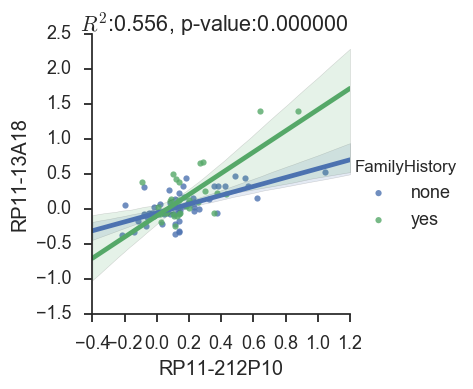 R²:0.556, p-value:0.000000
2.5
2.0
1.5
1.0
0.5
0.0
−0.5
−1.0
−1.5
RP11-13A18
FamilyHistory
none
yes
−0.4 −0.2 0.0 0.2 0.4 0.6 0.8 1.0 1.2
RP11-212P10